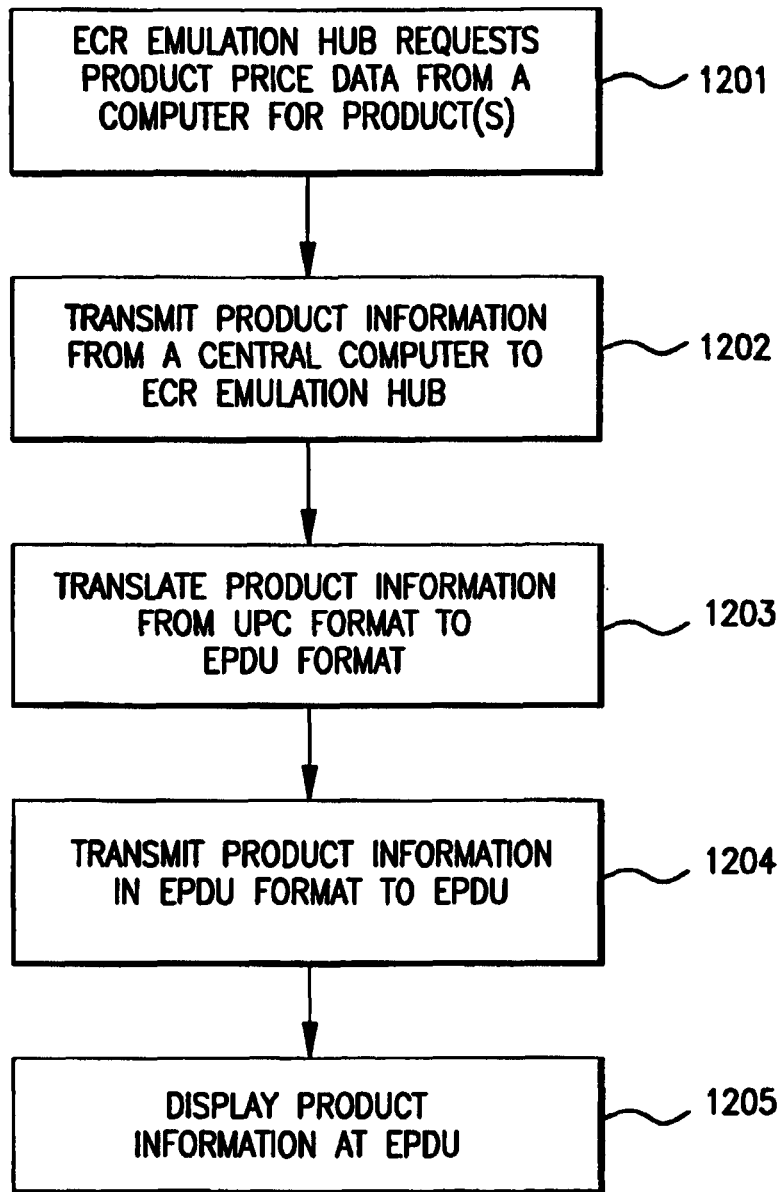 ECR EMULATION HUB REQUESTS
PRODUCT PRICE DATA FROM A
COMPUTER FOR PRODUCT(S)
1201
TRANSMIT PRODUCT INFORMATION
FROM A CENTRAL COMPUTER TO
ECR EMULATION HUB
1202
TRANSLATE PRODUCT INFORMATION
FROM UPC FORMAT TO
EPDU FORMAT
1203
TRANSMIT PRODUCT INFORMATION
IN EPDU FORMAT TO EPDU
1204
DISPLAY PRODUCT
INFORMATION AT EPDU
1205